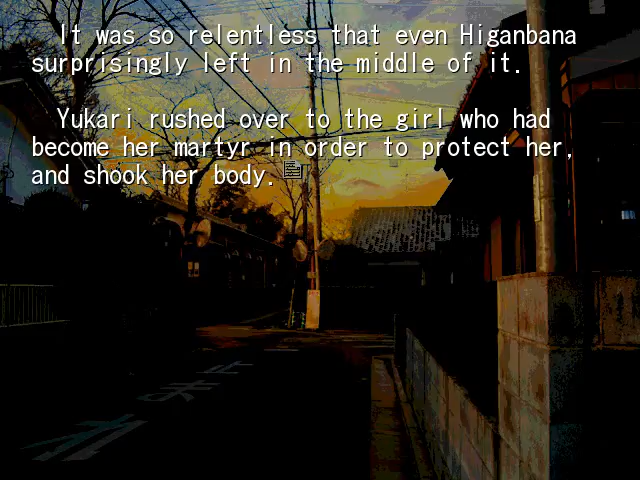 It was so relentless that even Higanbana
surprisingly left in the middle of it.
Yukari rushed over to the girl who had
become her martyr in order to protect her,
and shook her body.